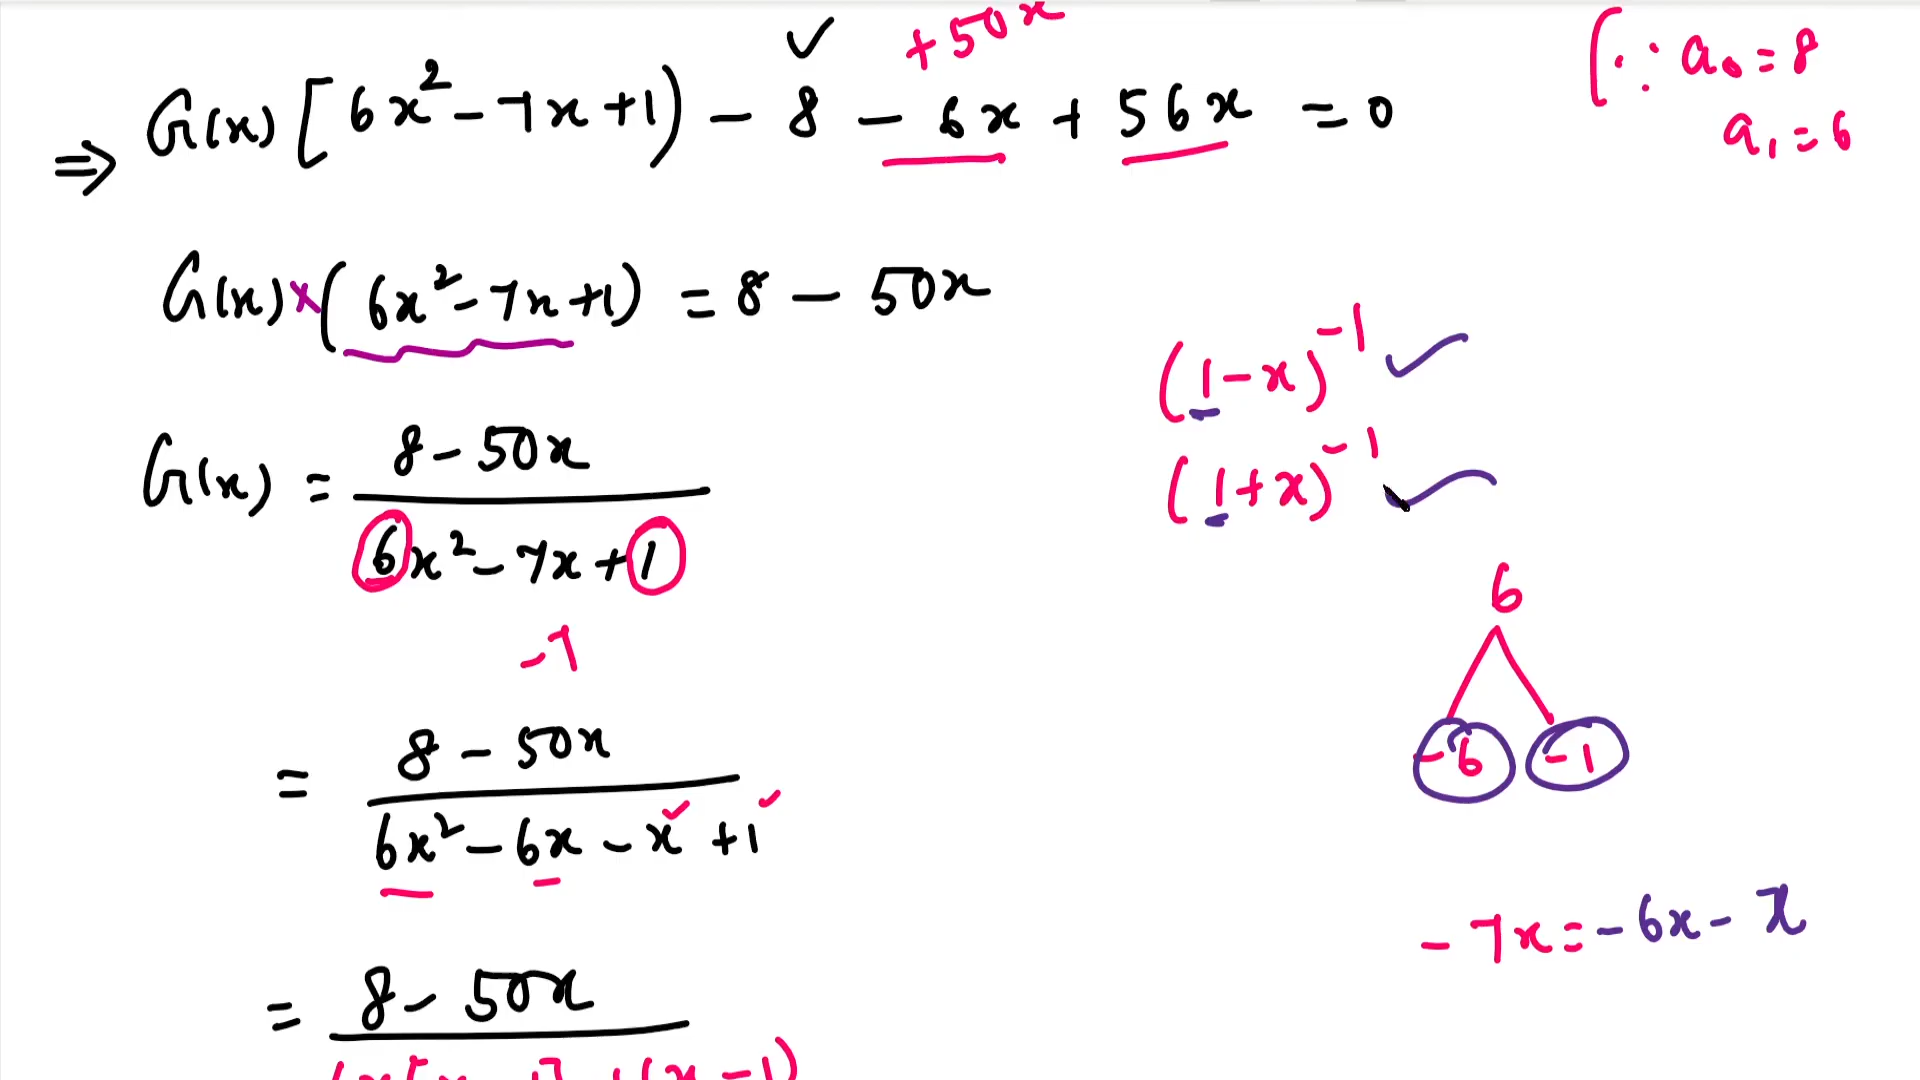 +50x
⇒ G(x) [6x² - 7x + 1) - 8 - 6x + 56x = 0
[∵ a₀ = 8
a₁ = 6
G(x) × (6x² - 7x + 1) = 8 - 50x
(1 - x)⁻¹
(1 + x)⁻¹
G(x) = 8 - 50x
6x² - 7x + 1
-7
6
-6 -1
= 8 - 50x
6x² - 6x - x + 1
-7x = -6x - x
= 8 - 50x